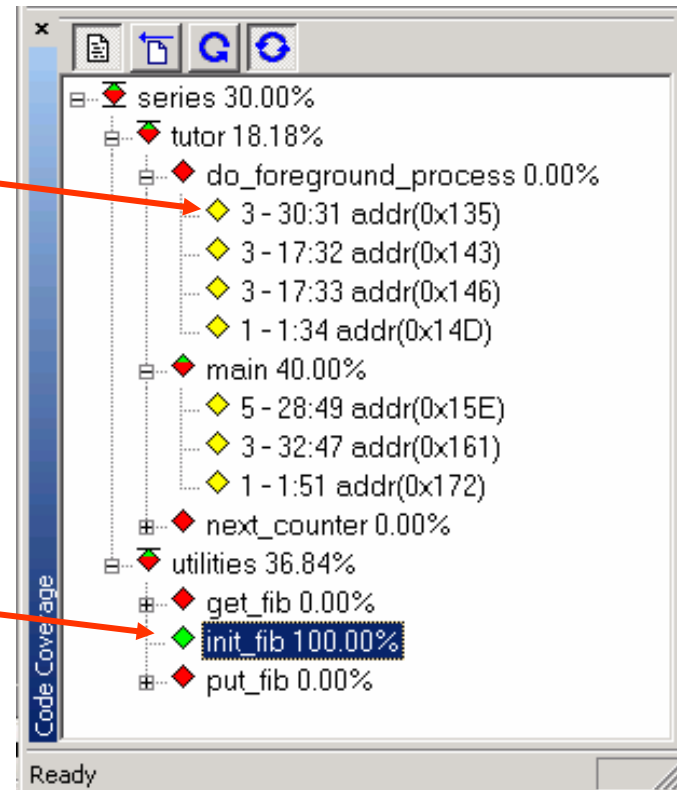 series 30.00%
tutor 18.18%
do_foreground_process 0.00%
3 - 30:31 addr(0x135)
3 - 17:32 addr(0x143)
3 - 17:33 addr(0x146)
1 - 1:34 addr(0x14D)
main 40.00%
5 - 28:49 addr(0x15E)
3 - 32:47 addr(0x161)
1 - 1:51 addr(0x172)
next_counter 0.00%
utilities 36.84%
get_fib 0.00%
init_fib 100.00%
put_fib 0.00%
Code Coverage
Ready